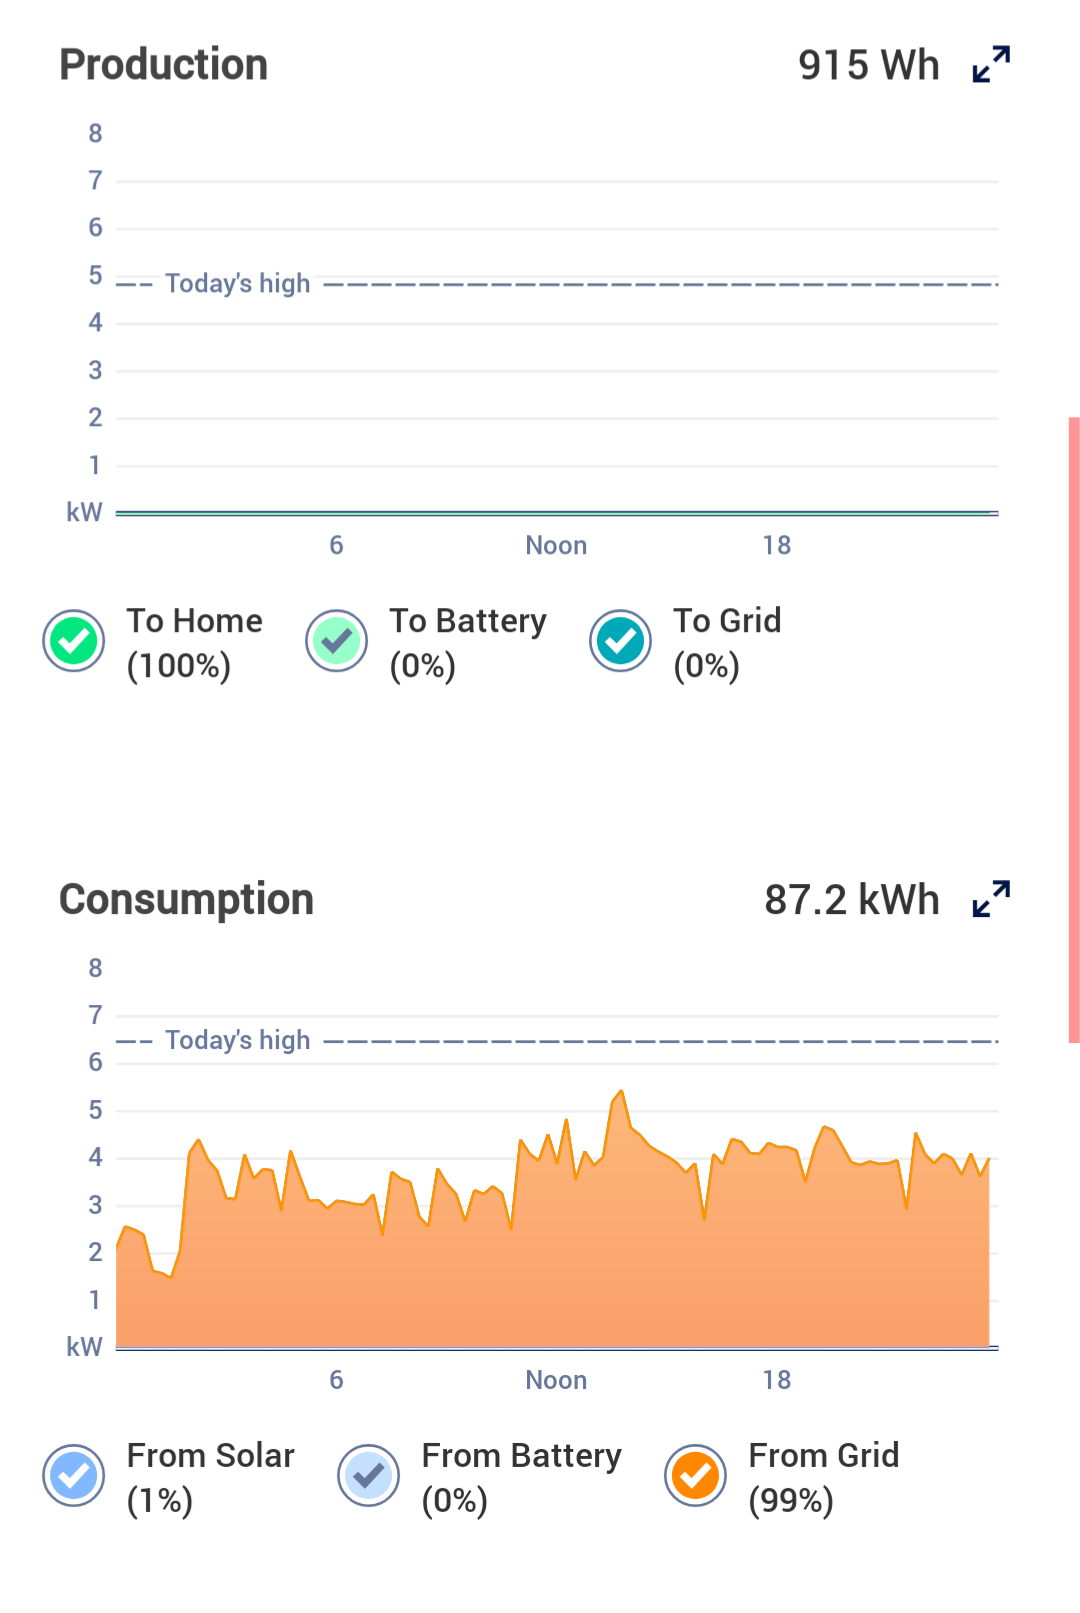 Production
915 Wh
8
7
6
5
Today's high
4
3
2
1
kW
6
Noon
18
To Home
(100%)
To Battery
(0%)
To Grid
(0%)
Consumption
87.2 kWh
8
7
Today's high
6
5
4
3
2
1
kW
6
Noon
18
From Solar
(1%)
From Battery
(0%)
From Grid
(99%)